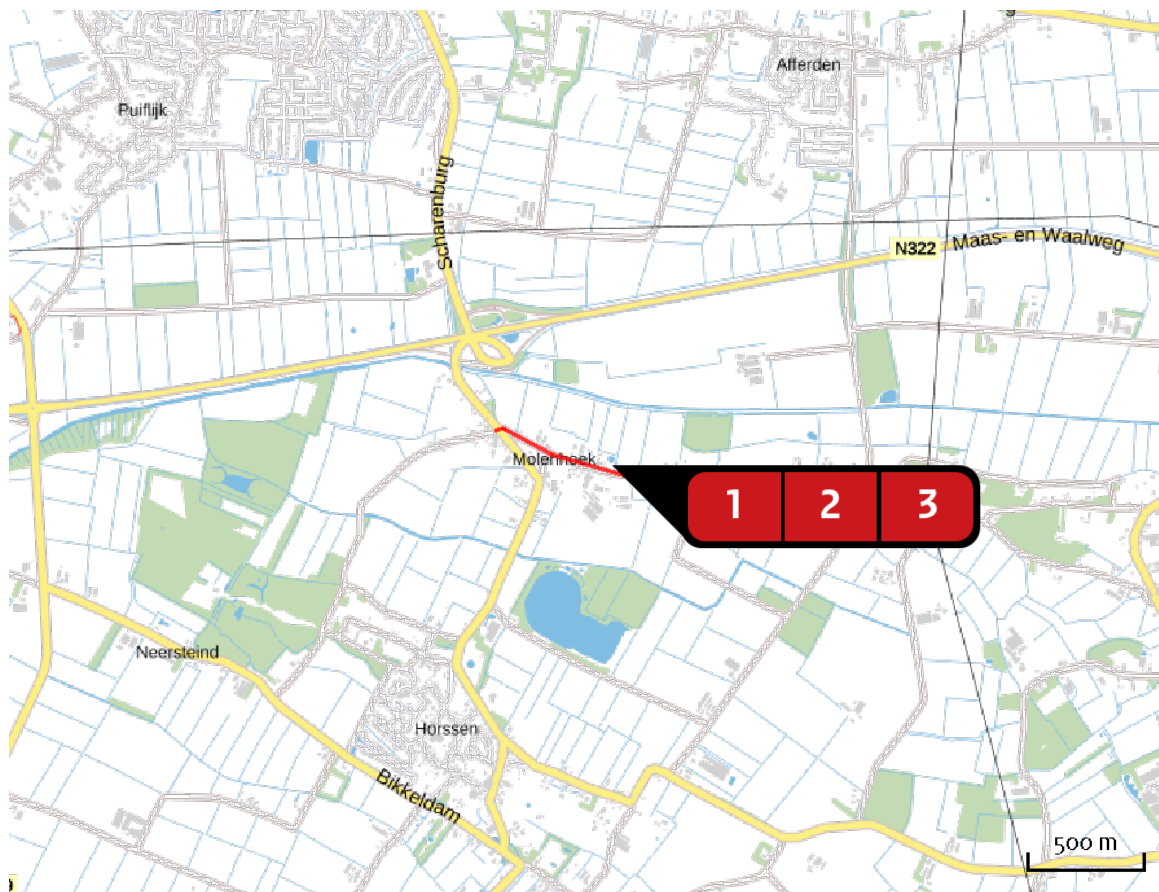 Afferden
Puiflijk
Scharenburg
N322
Maas- en Waalweg
Molenhoek
1 2 3
Neersteind
Horssen
Bikkeldam
500 m